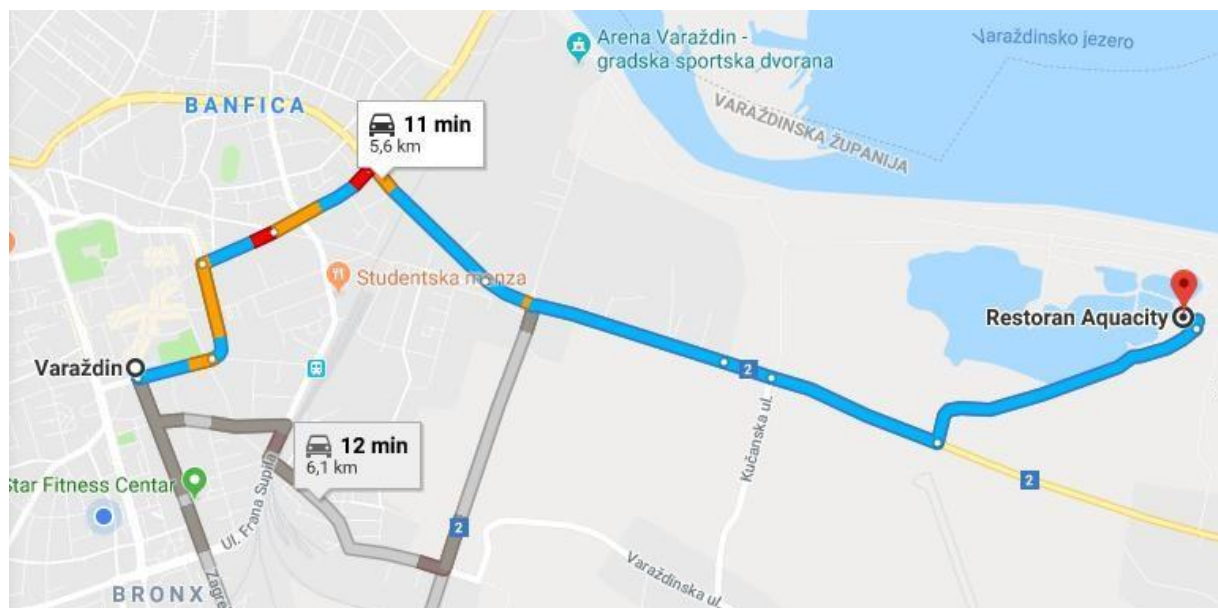 Arena Varaždin -
gradska sportska dvorana
Varaždinsko jezero
BANFICA
VARAŽDINSKA ŽUPANIJA
11 min
5,6 km
Studentska menza
Restoran Aquacity
Varaždin
2
Kučanska ul.
12 min
6,1 km
2
Star Fitness Centar
Ul. Frana Supila
2
Varaždinska ul.
BRONX
Zagre